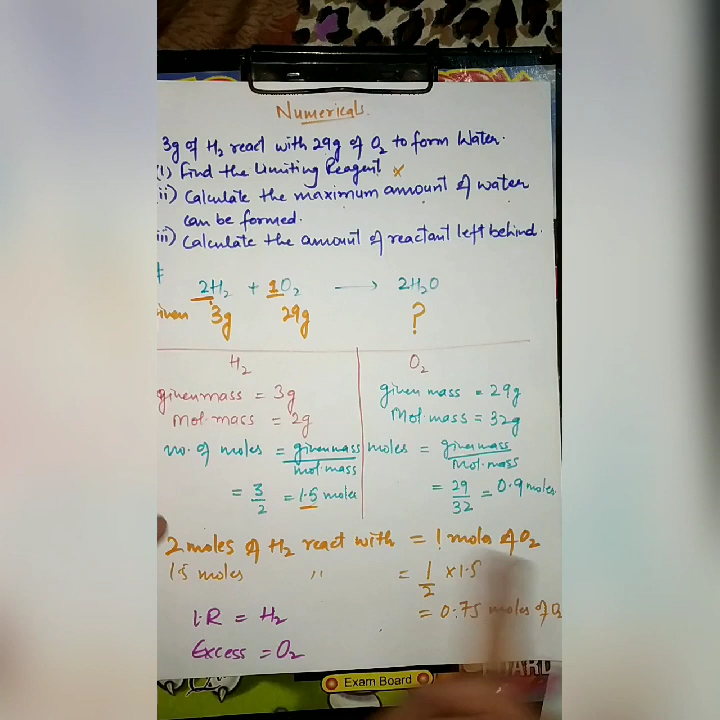 Numericals.
3g of H₂ react with 29g of O₂ to form Water.
(i) Find the Limiting Reagent x
ii) Calculate the maximum amount of water
can be formed.
iii) Calculate the amount of reactant left behind.
2H₂ + 1O₂ → 2H₂O
given 3g 29g ?
H₂
given mass = 3g
Mol. mass = 2g
no. of moles = given mass / mol. mass
= 3/2 = 1.5 moles
O₂
given mass = 29g
Mol. mass = 32g
moles = given mass / Mol. mass
= 29/32 = 0.9 moles
2 moles of H₂ react with = 1 mole of O₂
1.5 moles ,, = 1/2 x 1.5
= 0.75 moles of O₂
L.R = H₂
Excess = O₂
BOARD
Exam Board